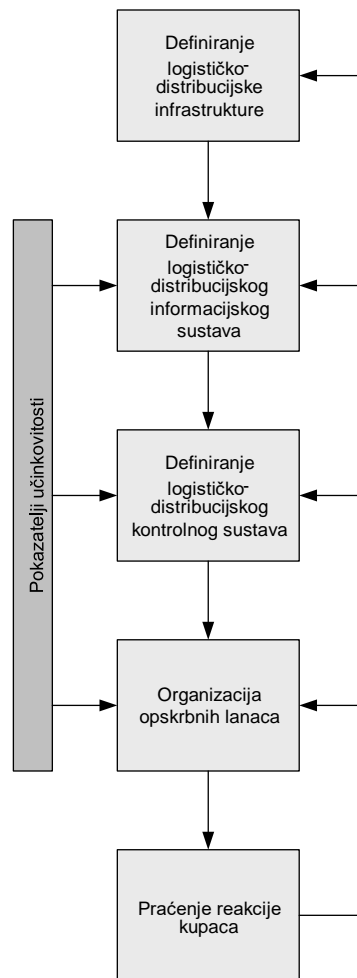 Definiranje
logističko-
distribucijske
infrastrukture
Definiranje
logističko-
distribucijskog
informacijskog
sustava
Pokazatelji učinkovitosti
Definiranje
logističko-
distribucijskog
kontrolnog sustava
Organizacija
opskrbnih lanaca
Praćenje reakcije
kupaca